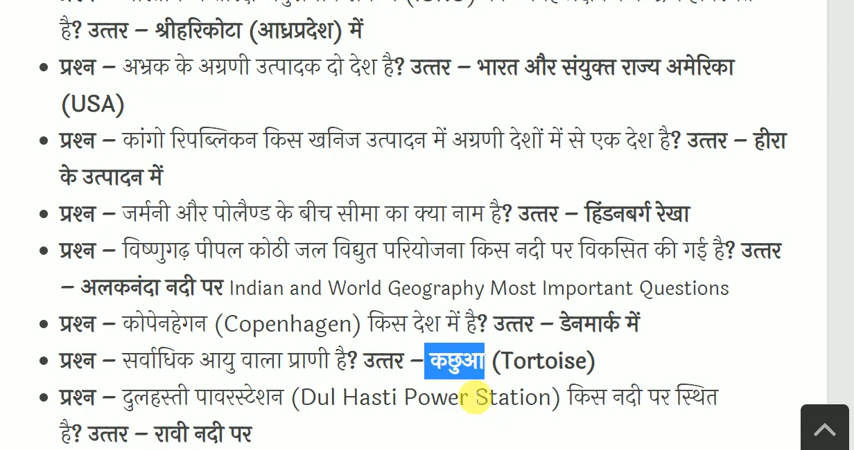 है? उत्तर – श्रीहरिकोटा (आध्रप्रदेश) में
प्रश्न – अभ्रक के अग्रणी उत्पादक दो देश है? उत्तर – भारत और संयुक्त राज्य अमेरिका
(USA)
प्रश्न – कांगो रिपब्लिकन किस खनिज उत्पादन में अग्रणी देशों में से एक देश है? उत्तर – हीरा
के उत्पादन में
प्रश्न – जर्मनी और पोलैण्ड के बीच सीमा का क्या नाम है? उत्तर – हिंडनबर्ग रेखा
प्रश्न – विष्णुगढ़ पीपल कोठी जल विद्युत परियोजना किस नदी पर विकसित की गई है? उत्तर
– अलकनंदा नदी पर Indian and World Geography Most Important Questions
प्रश्न – कोपेनहेगन (Copenhagen) किस देश में है? उत्तर – डेनमार्क में
प्रश्न – सर्वाधिक आयु वाला प्राणी है? उत्तर – कछुआ (Tortoise)
प्रश्न – दुलहस्ती पावरस्टेशन (Dul Hasti Power Station) किस नदी पर स्थित
है? उत्तर – रावी नदी पर